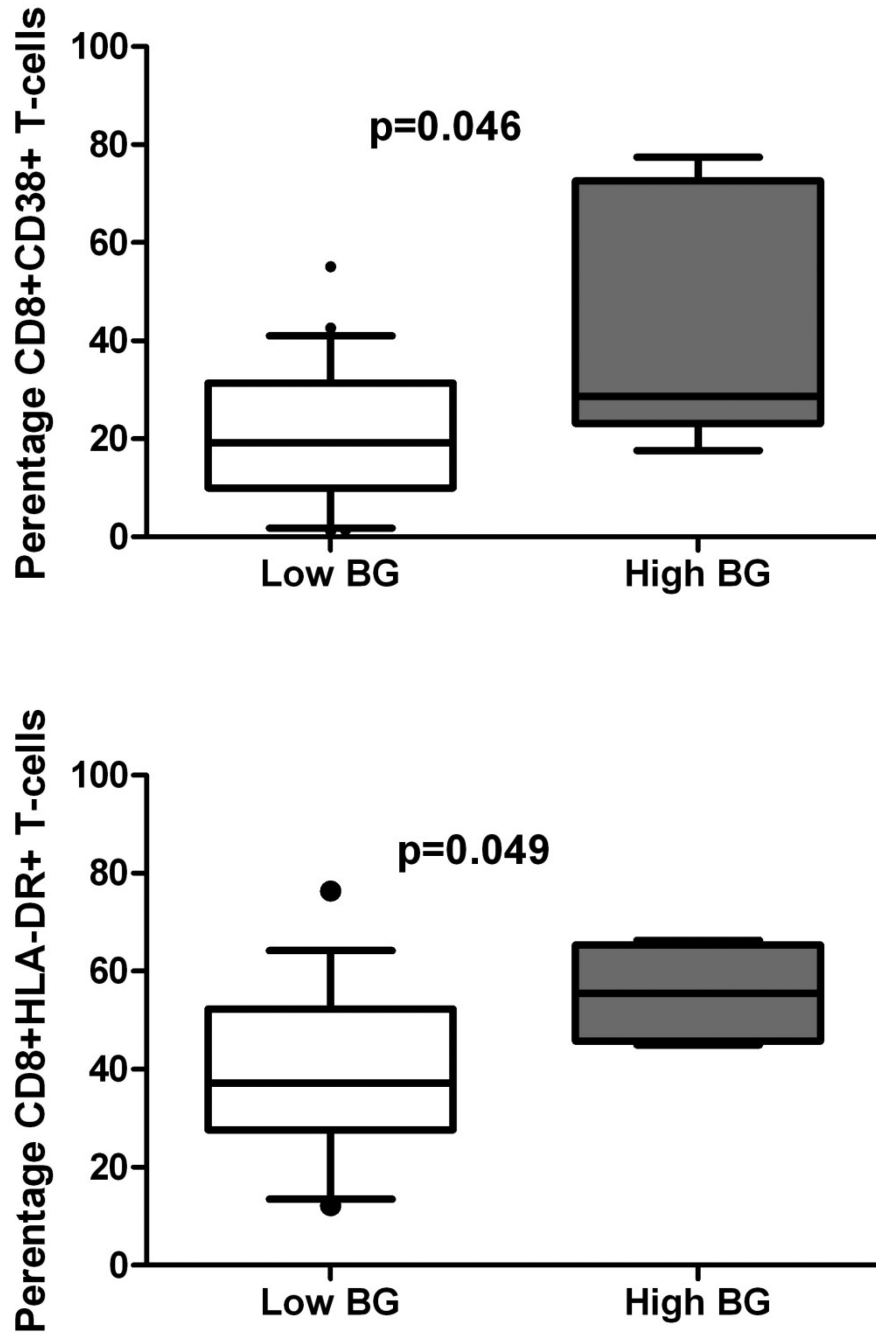 Perentage CD8+CD38+ T-cells
100
80
60
40
20
0
p=0.046
Low BG
High BG
Perentage CD8+HLA-DR+ T-cells
100
80
60
40
20
0
p=0.049
Low BG
High BG